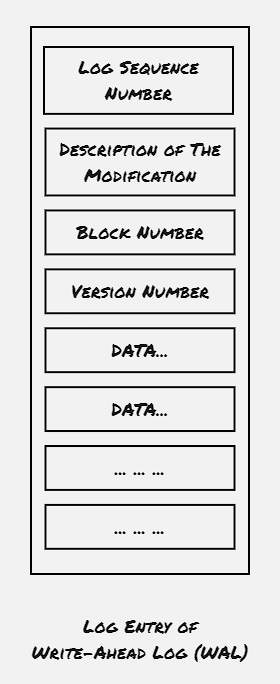 Log Sequence
Number
Description of The
Modification
Block Number
Version Number
DATA...
DATA...
... ... ...
... ... ...
Log Entry of
Write-Ahead Log (WAL)